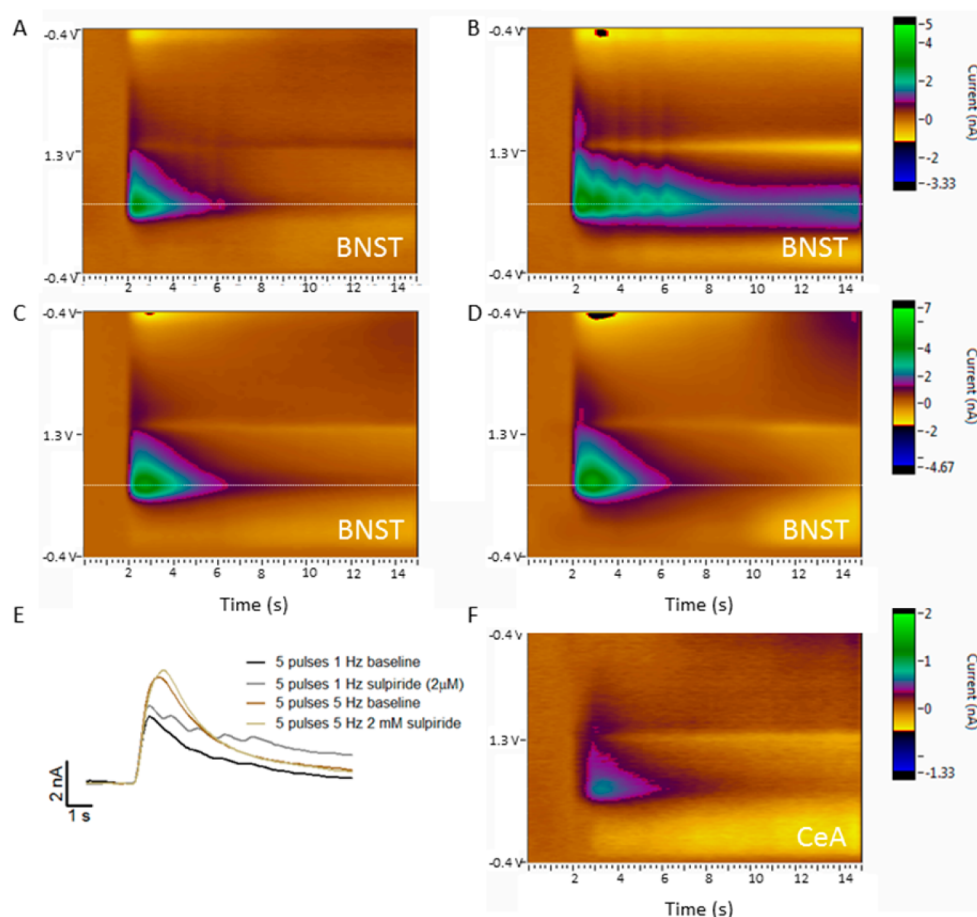 A
B
-0.4 V
1.3 V
-0.4 V
BNST
2 4 6 8 10 12 14
-0.4 V
1.3 V
-0.4 V
BNST
2 4 6 8 10 12 14
5
4
2
0
-2
-3.33
Current (nA)
C
D
-0.4 V
1.3 V
-0.4 V
BNST
2 4 6 8 10 12 14
Time (s)
-0.4 V
1.3 V
-0.4 V
BNST
2 4 6 8 10 12 14
Time (s)
7
4
2
0
-2
-4.67
Current (nA)
E
5 pulses 1 Hz baseline
5 pulses 1 Hz sulpiride (2μM)
5 pulses 5 Hz baseline
5 pulses 5 Hz 2 mM sulpiride
2 nA
1 s
F
-0.4 V
1.3 V
-0.4 V
CeA
2 4 6 8 10 12 14
2
1
0
-1.33
Current (nA)